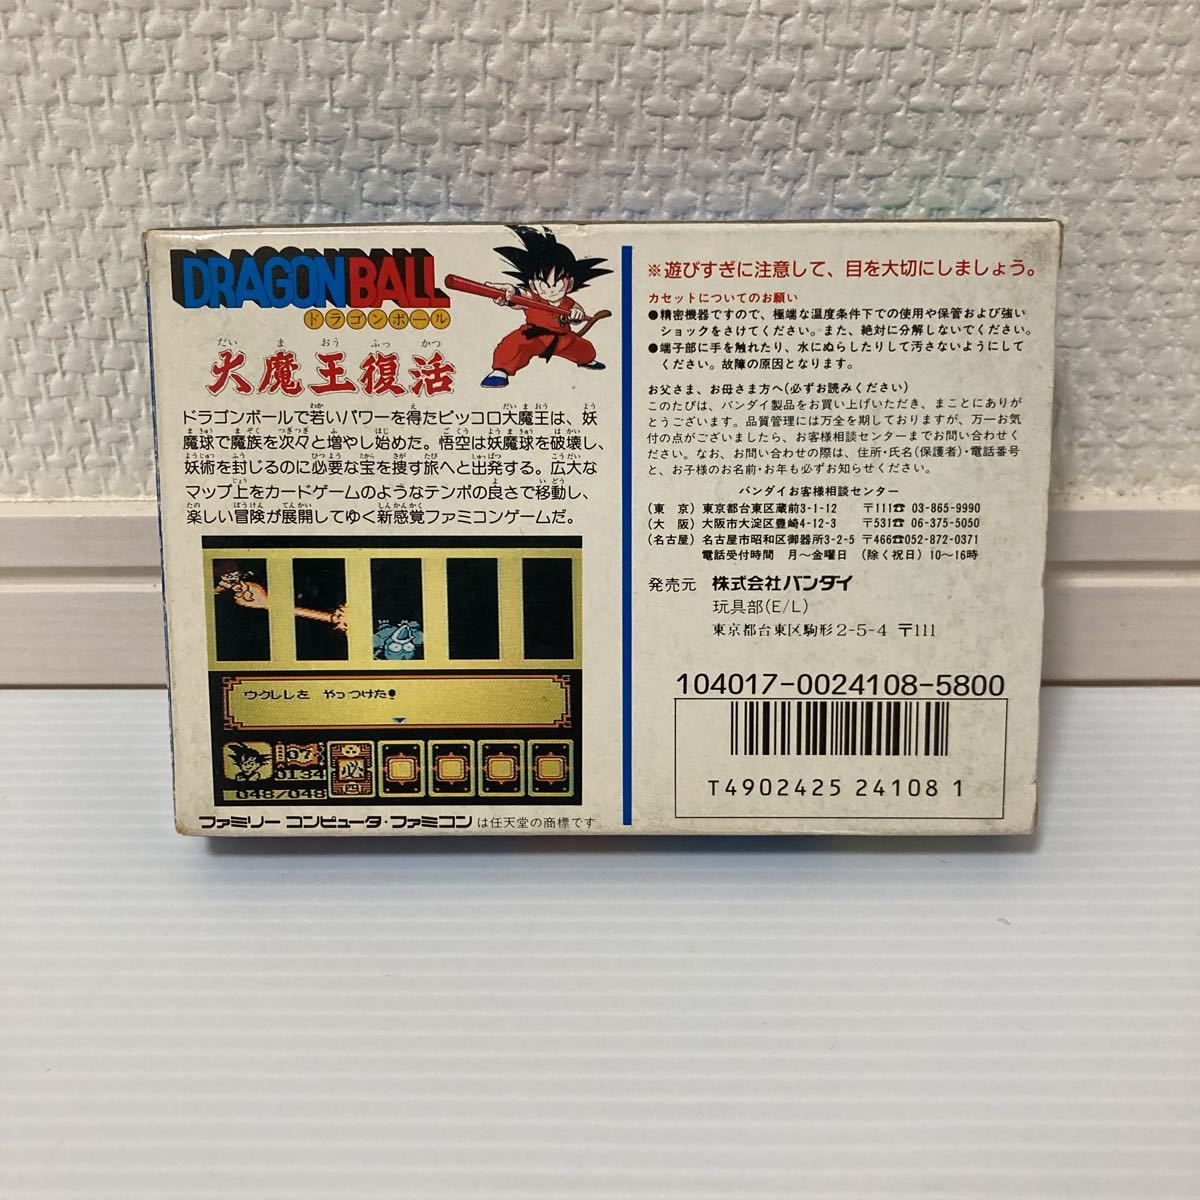 DRAGON BALL
ドラゴンボール
だい ま おう ふっ かつ
大魔王復活
ドラゴンボールで若いパワーを得たピッコロ大魔王は、妖
魔球で魔族を次々と増やし始めた。悟空は妖魔球を破壊し、
妖術を封じるのに必要な宝を捜す旅へと出発する。広大な
マップ上をカードゲームのようなテンポの良さで移動し、
楽しい冒険が展開してゆく新感覚ファミコンゲームだ。
ウクレレを やっつけた!
07
0134
必
四
048/048
ファミリー コンピュータ・ファミコン は任天堂の商標です
※遊びすぎに注意して、目を大切にしましょう。
カセットについてのお願い
●精密機器ですので、極端な温度条件下での使用や保管および強い
ショックをさけてください。また、絶対に分解しないでください。
●端子部に手を触れたり、水にぬらしたりして汚さないようにして
ください。故障の原因となります。
お父さま、お母さま方へ(必ずお読みください)
このたびは、バンダイ製品をお買い上げいただき、まことにありが
とうございます。品質管理には万全を期しておりますが、万一お気
付の点がございましたら、お客様相談センターまでお問い合わせく
ださい。なお、お問い合わせの際は、住所・氏名(保護者)・電話番号
と、お子様のお名前・お年も必ずお知らせください。
バンダイお客様相談センター
(東 京) 東京都台東区蔵前3-1-12 〒111☎ 03-865-9990
(大 阪) 大阪市大淀区豊崎4-12-3 〒531☎ 06-375-5050
(名古屋) 名古屋市昭和区御器所3-2-5 〒466☎052-872-0371
電話受付時間 月〜金曜日 (除く祝日) 10〜16時
発売元 株式会社バンダイ
玩具部(E/L)
東京都台東区駒形2-5-4 〒111
104017-0024108-5800
T4902425 24108 1